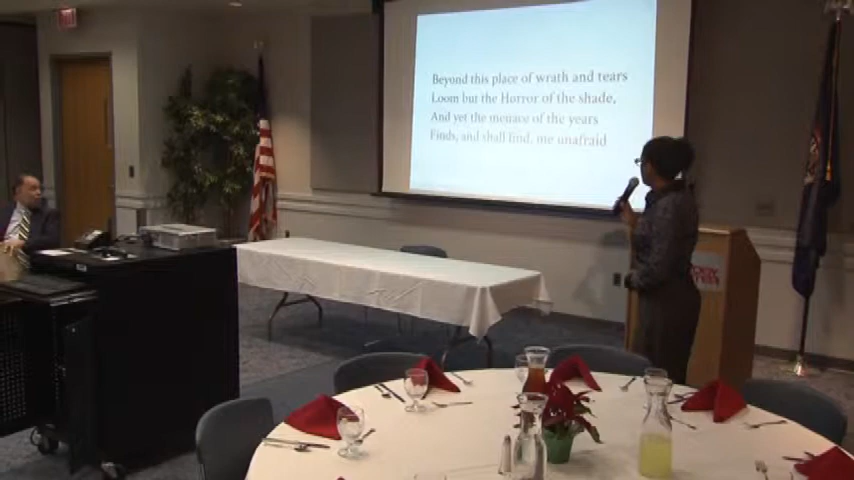 Beyond this place of wrath and tears
Looms but the Horror of the shade,
And yet the menace of the years
Finds, and shall find, me unafraid